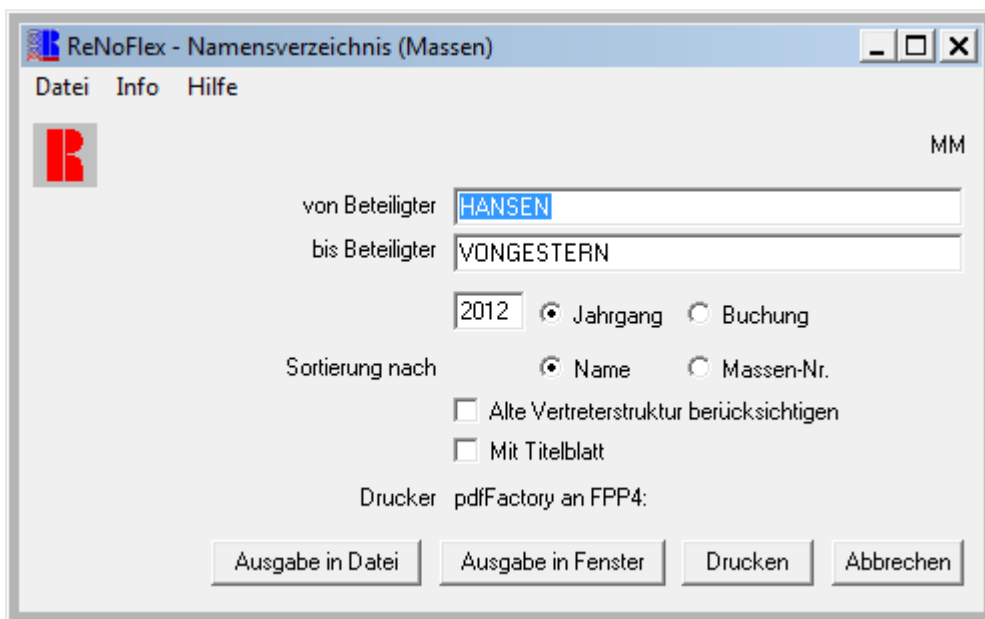 ReNoFlex - Namensverzeichnis (Massen)
Datei Info Hilfe
MM
von Beteiligter HANSEN
bis Beteiligter VONGESTERN
2012 Jahrgang Buchung
Sortierung nach Name Massen-Nr.
Alte Vertreterstruktur berücksichtigen
Mit Titelblatt
Drucker pdfFactory an FPP4:
Ausgabe in Datei Ausgabe in Fenster Drucken Abbrechen